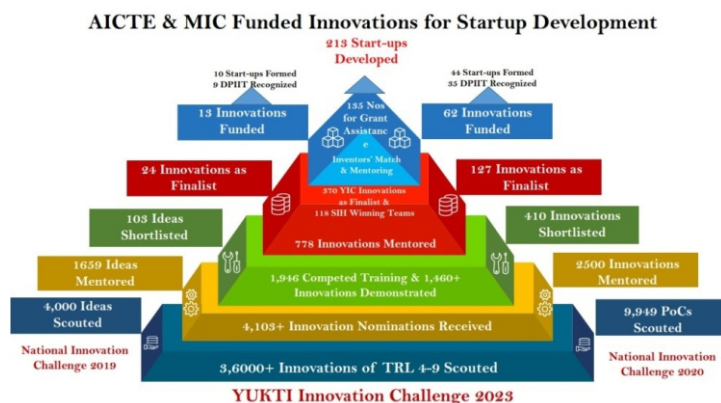 AICTE & MIC Funded Innovations for Startup Development
213 Start-ups
Developed
10 Start-ups Formed
9 DPIIT Recognized
44 Start-ups Formed
35 DPIIT Recognized
13 Innovations
Funded
135 Nos
for Grant
Assistanc
e
Inventors' Match
& Mentoring
62 Innovations
Funded
24 Innovations as
Finalist
370 YIC Innovations
as Finalist &
118 SIH Winning Teams
778 Innovations Mentored
127 Innovations as
Finalist
103 Ideas
Shortlisted
1,946 Competed Training & 1,460+
Innovations Demonstrated
410 Innovations
Shortlisted
1659 Ideas
Mentored
4,103+ Innovation Nominations Received
2500 Innovations
Mentored
4,000 Ideas
Scouted
3,6000+ Innovations of TRL 4-9 Scouted
9,949 PoCs
Scouted
National Innovation
Challenge 2019
National Innovation
Challenge 2020
YUKTI Innovation Challenge 2023